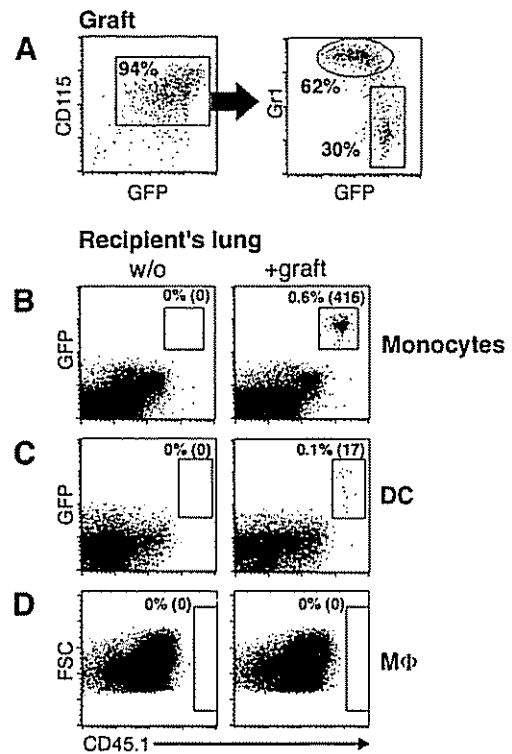 Graft
A
94%
CD115
GFP
62%
30%
Gr1
GFP
Recipient's lung
w/o
+graft
B
0% (0)
0.6% (416)
GFP
Monocytes
C
0% (0)
0.1% (17)
GFP
DC
D
0% (0)
0% (0)
FSC
MΦ
CD45.1